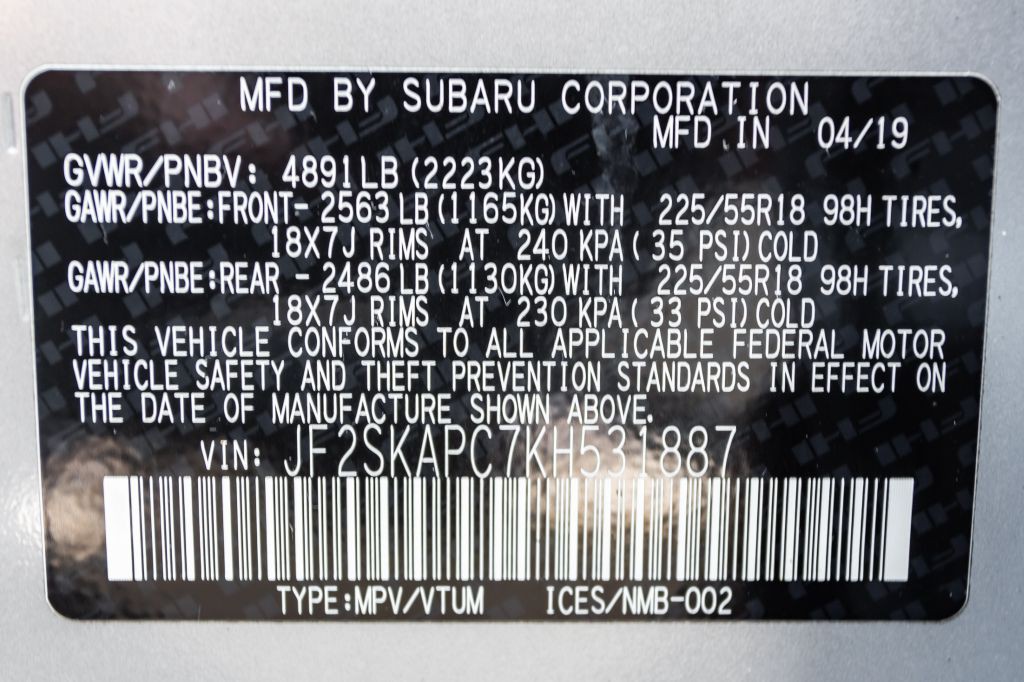 MFD BY SUBARU CORPORATION
MFD IN 04/19
GVWR/PNBV: 4891LB (2223KG)
GAWR/PNBE:FRONT- 2563 LB(1165KG)WITH 225/55R18 98H TIRES,
18X7J RIMS AT 240 KPA( 35 PSI)COLD
GAWR/PNBE:REAR - 2486 LB(1130KG)WITH 225/55R18 98H TIRES,
18X7J RIMS AT 230 KPA( 33 PSI)COLD
THIS VEHICLE CONFORMS TO ALL APPLICABLE FEDERAL MOTOR
VEHICLE SAFETY AND THEFT PREVENTION STANDARDS IN EFFECT ON
THE DATE OF MANUFACTURE SHOWN ABOVE.
VIN: JF2SKAPC7KH531887
TYPE:MPV/VTUM ICES/NMB-002